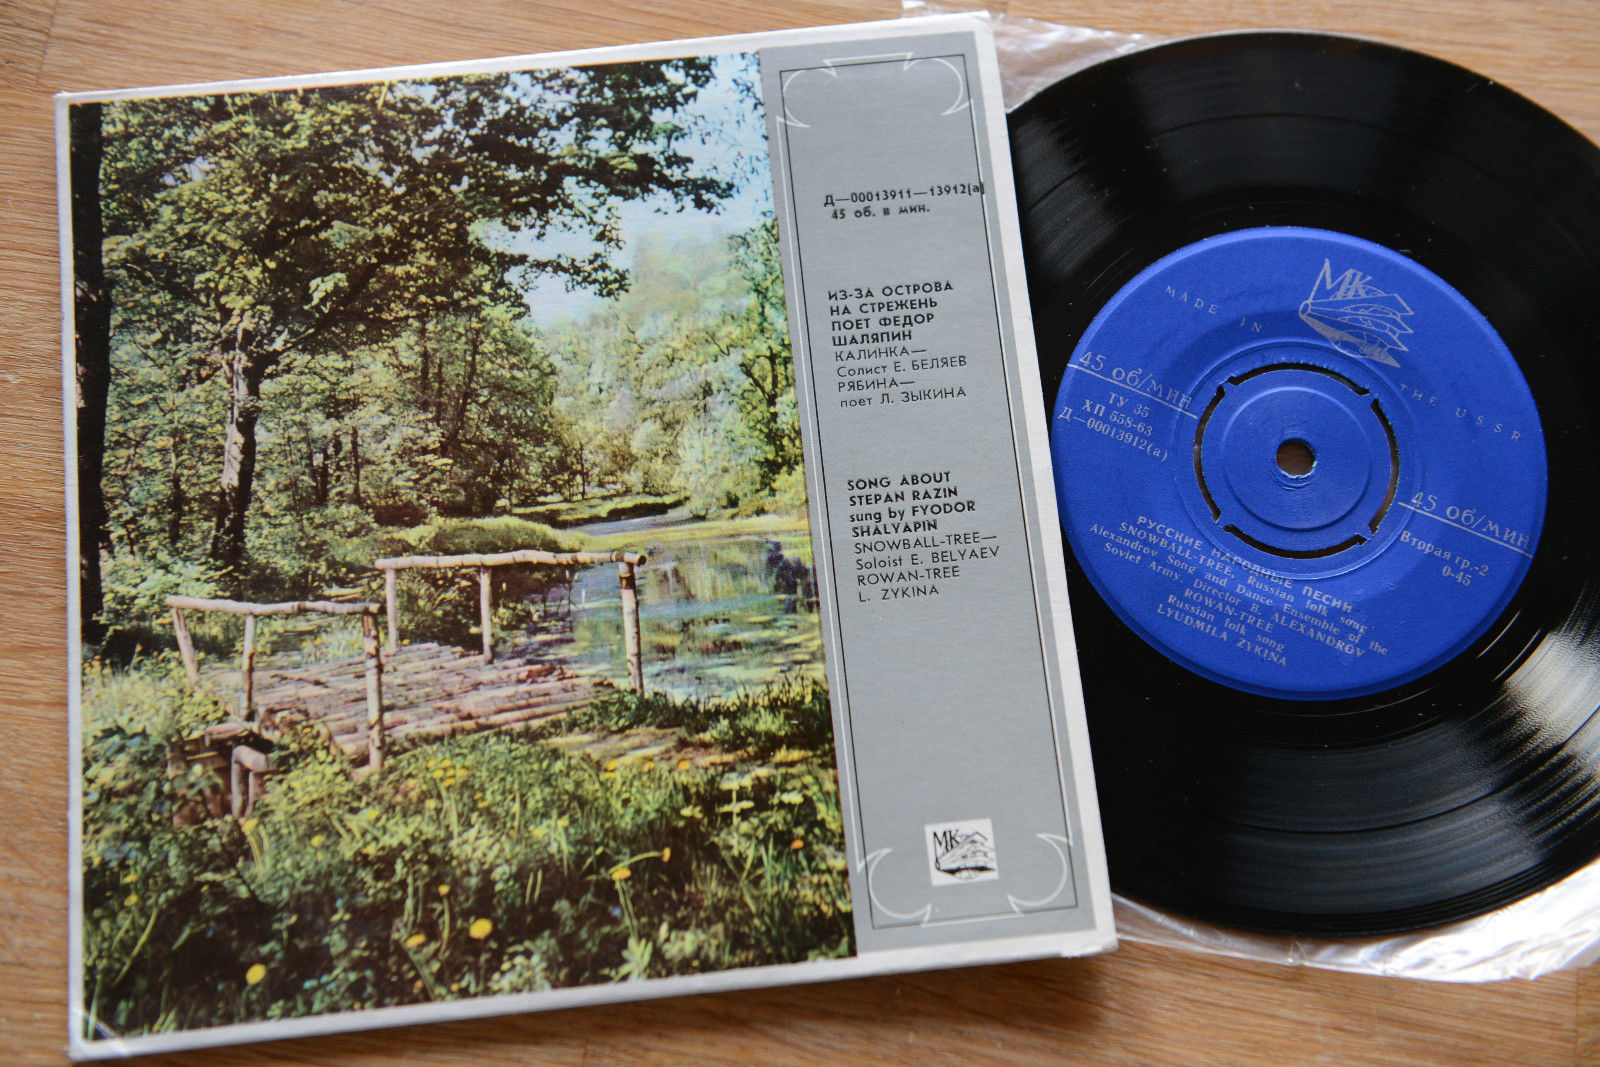 Д—00013911—13912(а)
45 об. в мин.
ИЗ-ЗА ОСТРОВА
НА СТРЕЖЕНЬ
ПОЕТ ФЕДОР
ШАЛЯПИН
КАЛИНКА—
Солист Е. БЕЛЯЕВ
РЯБИНА—
поет Л. ЗЫКИНА
SONG ABOUT
STEPAN RAZIN
sung by FYODOR
SHALYAPIN
SNOWBALL-TREE—
Soloist E. BELYAEV
ROWAN-TREE
L. ZYKINA
МК
MADE IN THE USSR
МК
45 об/мин
ТУ 35
ХП 558-63
Д—00013912(а)
45 об/мин
Вторая гр.-2
0-45
РУССКИЕ НАРОДНЫЕ ПЕСНИ
SNOWBALL-TREE, Russian folk song
Alexandrov Song and Dance Ensemble of the
Soviet Army. Director B. ALEXANDROV
ROWAN-TREE
Russian folk song
LYUDMILA ZYKINA